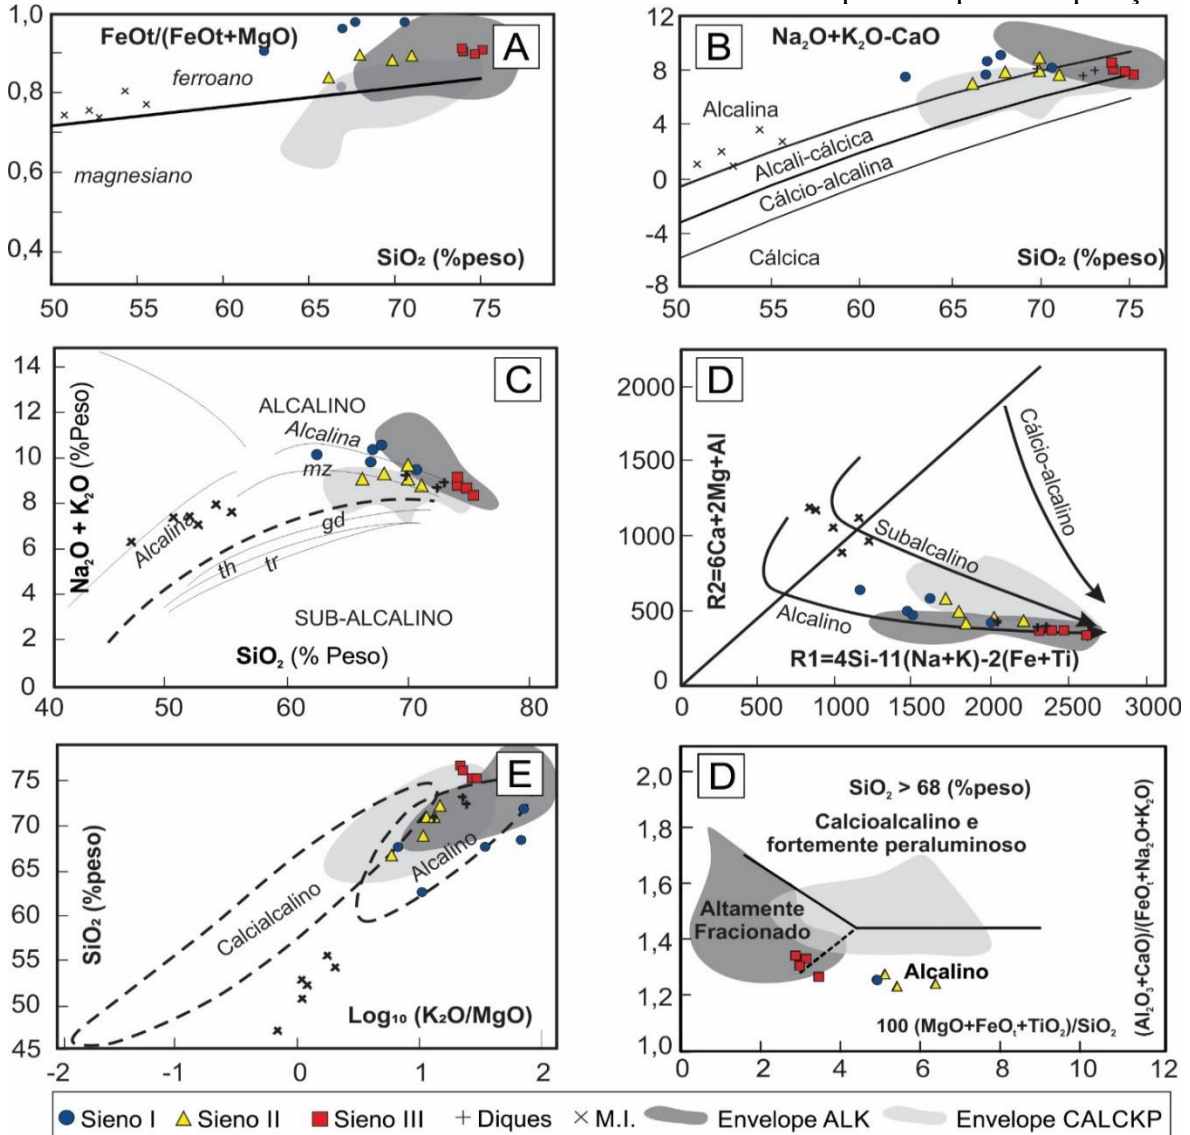 1,0
0,8
0,6
0,4
FeOt/(FeOt+MgO)
A
ferroano
magnesiano
SiO₂ (%peso)
50 55 60 65 70 75
12
8
4
0
-4
-8
Na₂O+K₂O-CaO
B
Alcalina
Alcali-cálcica
Cálcio-alcalina
Cálcica
SiO₂ (%peso)
50 55 60 65 70 75
14
12
10
8
6
4
2
0
Na₂O + K₂O (%Peso)
C
ALCALINO
Alcalina
mz
Alcalina
gd
th
tr
SUB-ALCALINO
SiO₂ (% Peso)
40 50 60 70 80
2000
1500
1000
500
0
R2=6Ca+2Mg+Al
D
Cálcio-alcalino
Subalcalino
Alcalino
R1=4Si-11(Na+K)-2(Fe+Ti)
0 500 1000 1500 2000 2500 3000
75
70
65
60
55
50
45
SiO₂ (%peso)
E
Alcalino
Calcialcalino
Log₁₀ (K₂O/MgO)
-2 -1 0 1 2
2,0
1,8
1,6
1,4
1,2
1,0
D
SiO₂ > 68 (%peso)
Calcioalcalino e
fortemente peraluminoso
Altamente
Fracionado
Alcalino
100 (MgO+FeOₜ+TiO₂)/SiO₂
(Al₂O₃+CaO)/(FeOₜ+Na₂O+K₂O)
0 2 4 6 8 10 12
Sieno I Sieno II Sieno III Diques M.I. Envelope ALK Envelope CALCKP